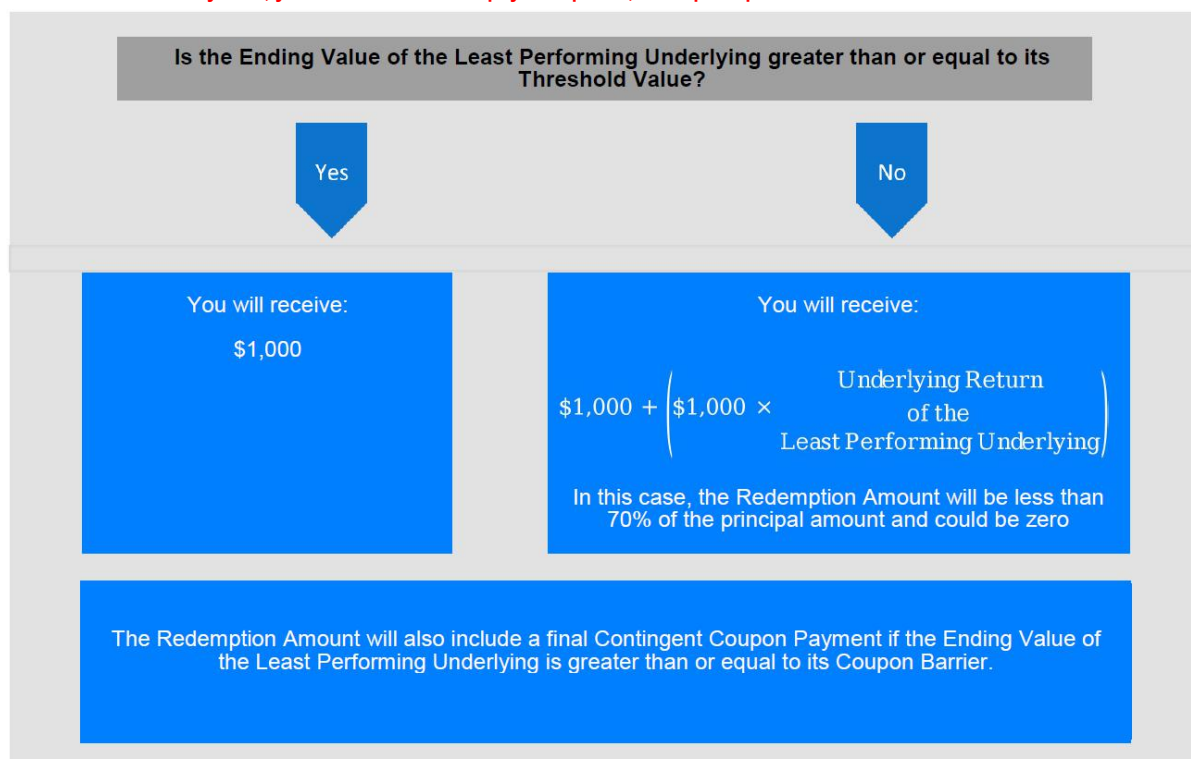 Is the Ending Value of the Least Performing Underlying greater than or equal to its
Threshold Value?
Yes
No
You will receive:
$1,000
You will receive:
$1,000 + ($1,000 × Underlying Return
of the
Least Performing Underlying)
In this case, the Redemption Amount will be less than
70% of the principal amount and could be zero
The Redemption Amount will also include a final Contingent Coupon Payment if the Ending Value of
the Least Performing Underlying is greater than or equal to its Coupon Barrier.